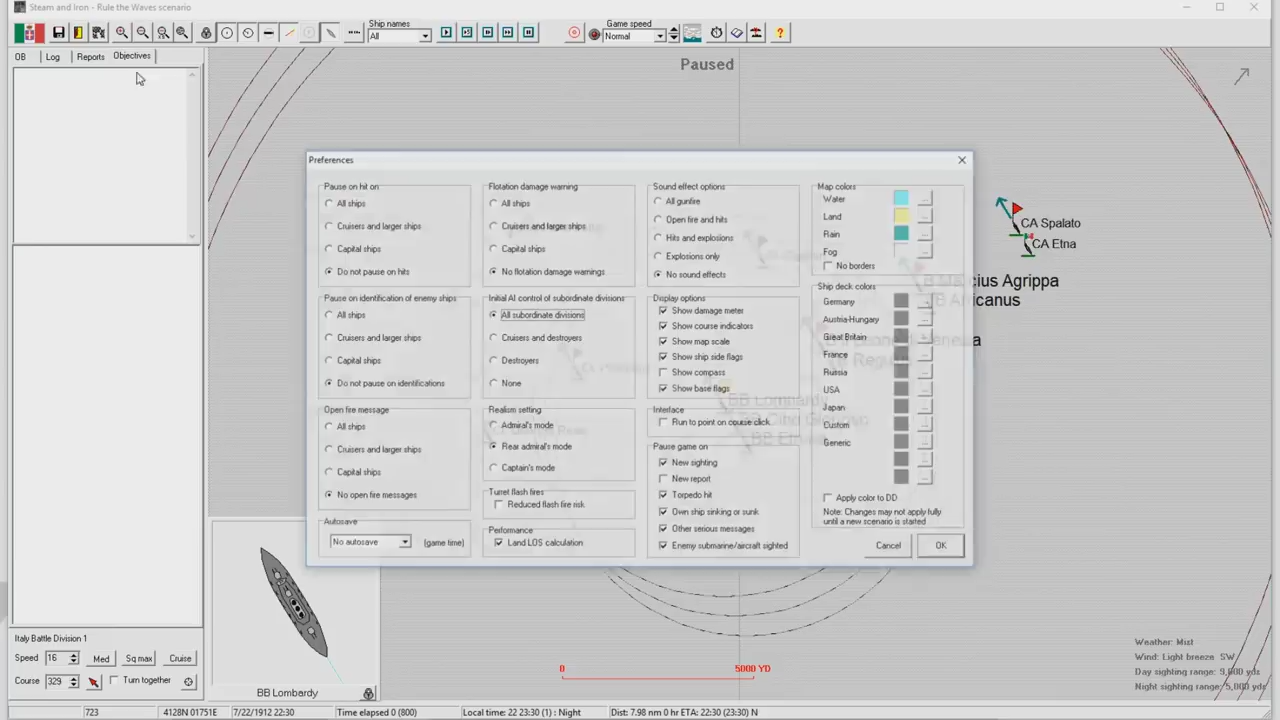 Steam and Iron - Rule the Waves scenario
Ship names
All
Game speed
Normal
OB
Log
Reports
Objectives
Paused
CA Spalato
CA Etna
Agrippa
Preferences
Pause on hit on
All ships
Cruisers and larger ships
Capital ships
Do not pause on hits
Pause on identification of enemy ships
All ships
Cruisers and larger ships
Capital ships
Do not pause on identifications
Open fire message
All ships
Cruisers and larger ships
Capital ships
No open fire messages
Autosave
No autosave
(game time)
Flotation damage warning
All ships
Cruisers and larger ships
Capital ships
No flotation damage warnings
Initial AI control of subordinate divisions
All subordinate divisions
Cruisers and destroyers
Destroyers
None
Realism setting
Admiral's mode
Rear admiral's mode
Captain's mode
Turret flash fires
Reduced flash fire risk
Performance
Land LOS calculation
Sound effect options
All gunfire
Open fire and hits
Hits and explosions
Explosions only
No sound effects
Display options
Show damage meter
Show course indicators
Show map scale
Show ship side flags
Show compass
Show base flags
Interface
Run to point on course click
Pause game on
New sighting
New report
Torpedo hit
Own ship sinking or sunk
Other serious messages
Enemy submarine/aircraft sighted
Map colors
Water
Land
Rain
Fog
No borders
Ship deck colors
Germany
Austria-Hungary
Great Britain
France
Russia
USA
Japan
Custom
Generic
Apply color to DD
Note: Changes may not apply fully
until a new scenario is started
Cancel
OK
BB Lombardy
Italy Battle Division 1
Speed 16 Med Sq max Cruise
Course 329 Turn together
BB Lombardy
0 5000 YD
Weather: Mist
Wind: Light breeze SW
Day sighting range: 9,000 yds
Night sighting range: 5,000 yds
723 4128N 01751E 7/22/1912 22:30 Time elapsed 0 (800) Local time: 22 23:30 (1) : Night Dist: 7.98 nm 0 hr ETA: 22:30 (23:30) N